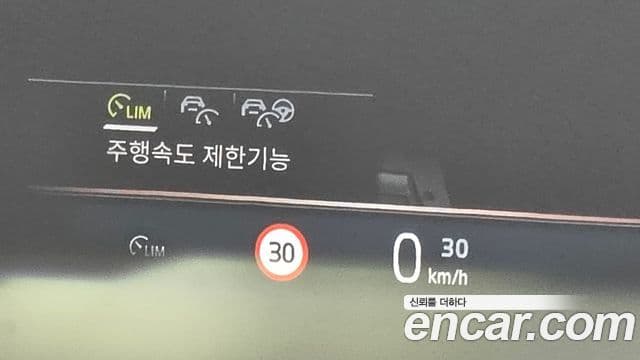 LIM
주행속도 제한기능
LIM 30 0 30
km/h
신뢰를 더하다
encar.com